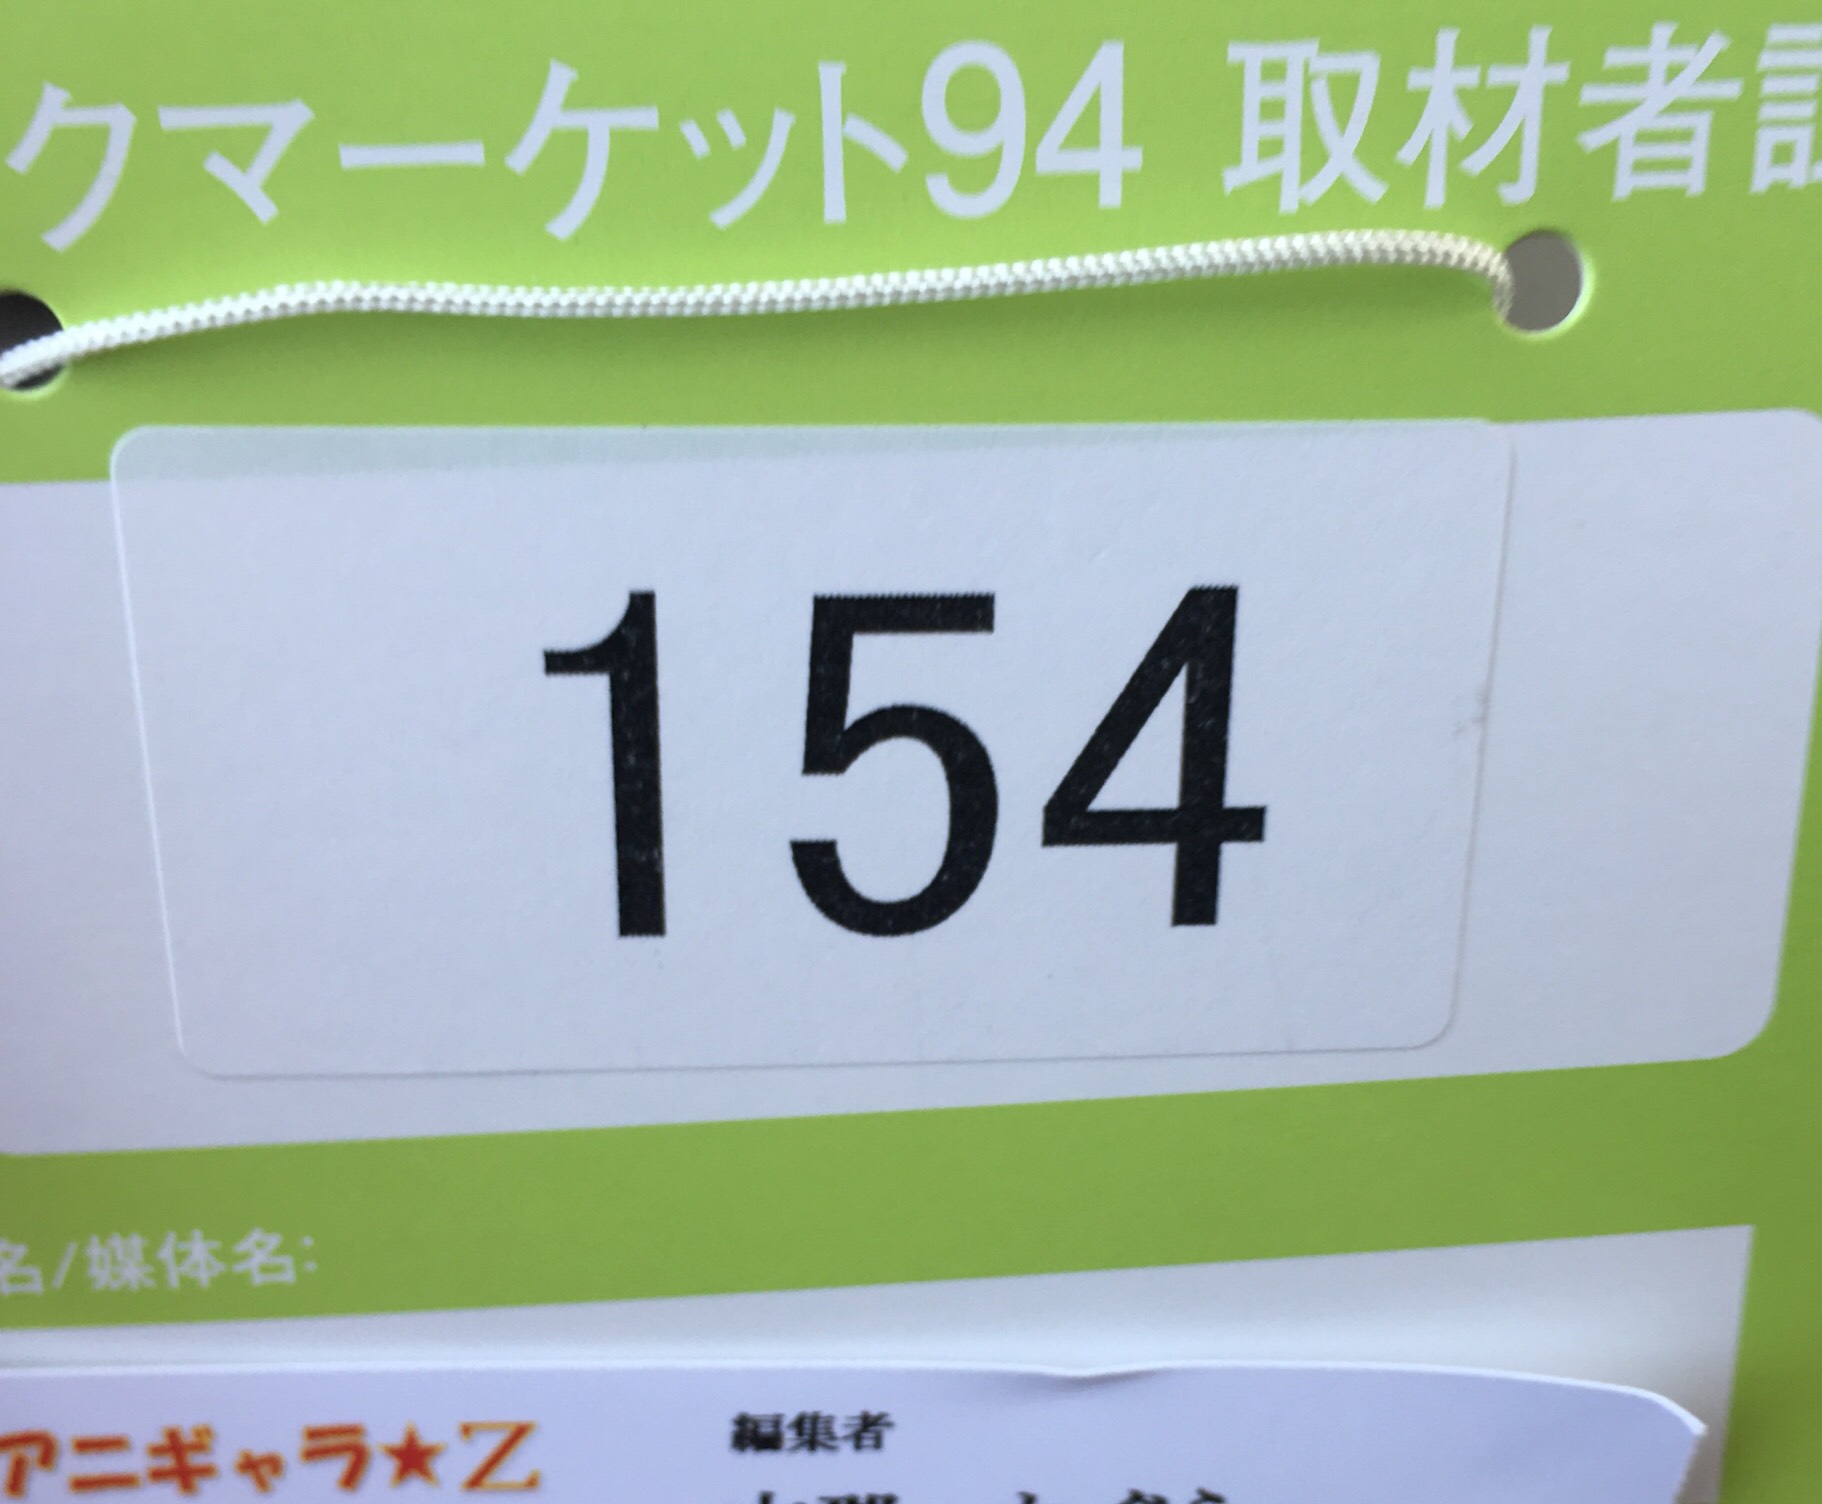 クマーケット94 取材者証
154
名/媒体名:
アニギャラ★Z
編集者